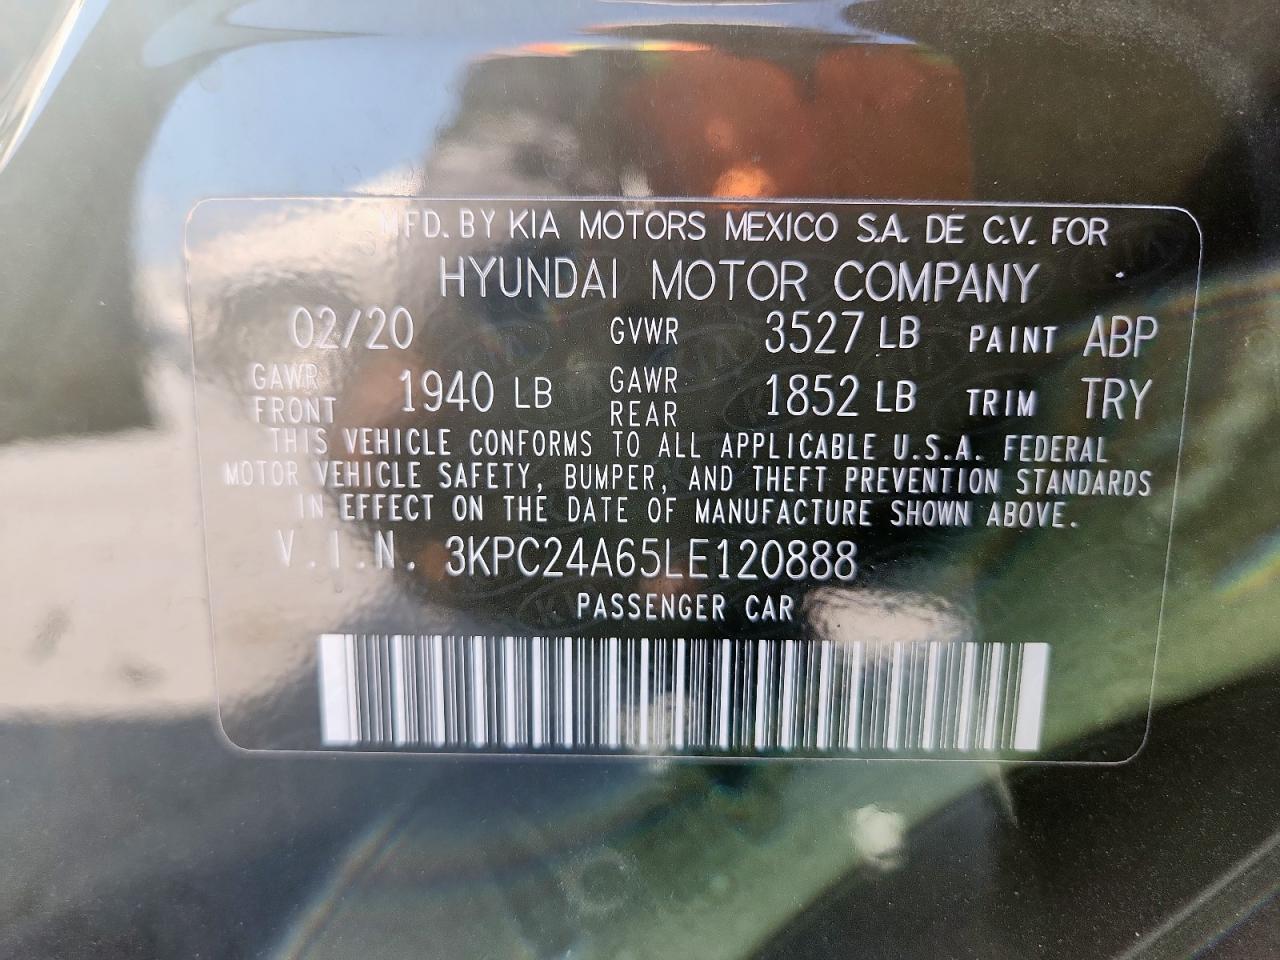 MFD. BY KIA MOTORS MEXICO S.A. DE C.V. FOR
HYUNDAI MOTOR COMPANY
02/20 GVWR 3527 LB PAINT ABP
GAWR FRONT 1940 LB GAWR REAR 1852 LB TRIM TRY
THIS VEHICLE CONFORMS TO ALL APPLICABLE U.S.A. FEDERAL
MOTOR VEHICLE SAFETY, BUMPER, AND THEFT PREVENTION STANDARDS
IN EFFECT ON THE DATE OF MANUFACTURE SHOWN ABOVE.
V.I.N. 3KPC24A65LE120888
PASSENGER CAR